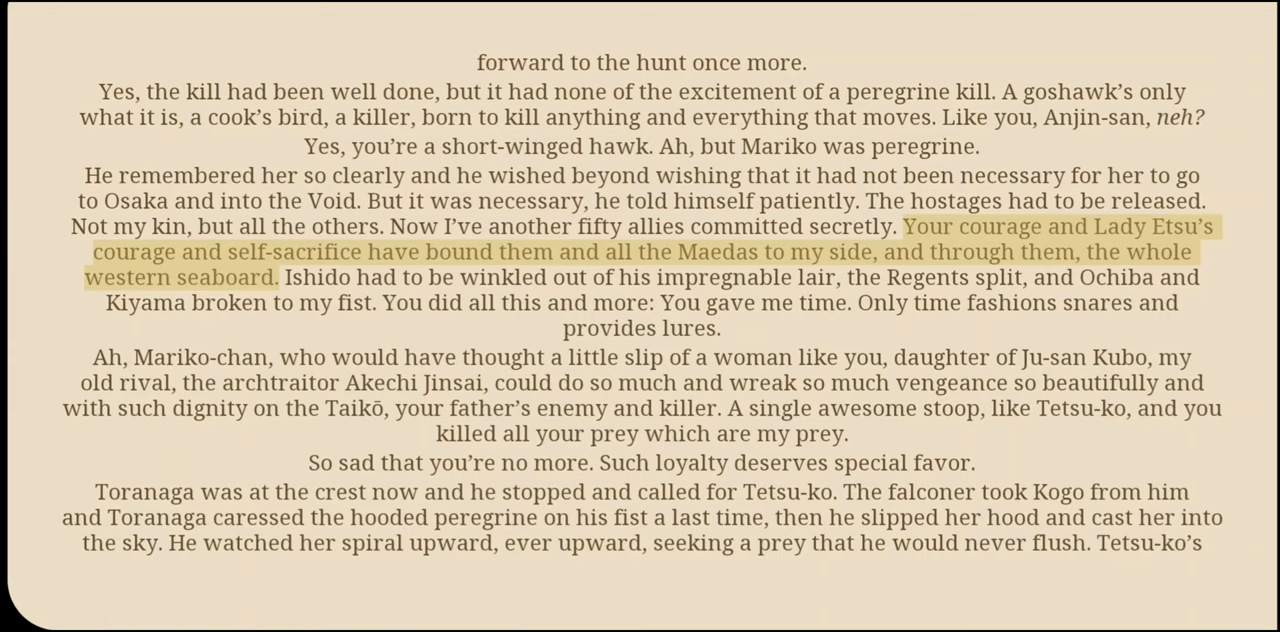 forward to the hunt once more.
Yes, the kill had been well done, but it had none of the excitement of a peregrine kill. A goshawk’s only
what it is, a cook’s bird, a killer, born to kill anything and everything that moves. Like you, Anjin-san, neh?
Yes, you’re a short-winged hawk. Ah, but Mariko was peregrine.
He remembered her so clearly and he wished beyond wishing that it had not been necessary for her to go
to Osaka and into the Void. But it was necessary, he told himself patiently. The hostages had to be released.
Not my kin, but all the others. Now I’ve another fifty allies committed secretly. Your courage and Lady Etsu’s
courage and self-sacrifice have bound them and all the Maedas to my side, and through them, the whole
western seaboard. Ishido had to be winkled out of his impregnable lair, the Regents split, and Ochiba and
Kiyama broken to my fist. You did all this and more: You gave me time. Only time fashions snares and
provides lures.
Ah, Mariko-chan, who would have thought a little slip of a woman like you, daughter of Ju-san Kubo, my
old rival, the archtraitor Akechi Jinsai, could do so much and wreak so much vengeance so beautifully and
with such dignity on the Taikō, your father’s enemy and killer. A single awesome stoop, like Tetsu-ko, and you
killed all your prey which are my prey.
So sad that you’re no more. Such loyalty deserves special favor.
Toranaga was at the crest now and he stopped and called for Tetsu-ko. The falconer took Kogo from him
and Toranaga caressed the hooded peregrine on his fist a last time, then he slipped her hood and cast her into
the sky. He watched her spiral upward, ever upward, seeking a prey that he would never flush. Tetsu-ko’s